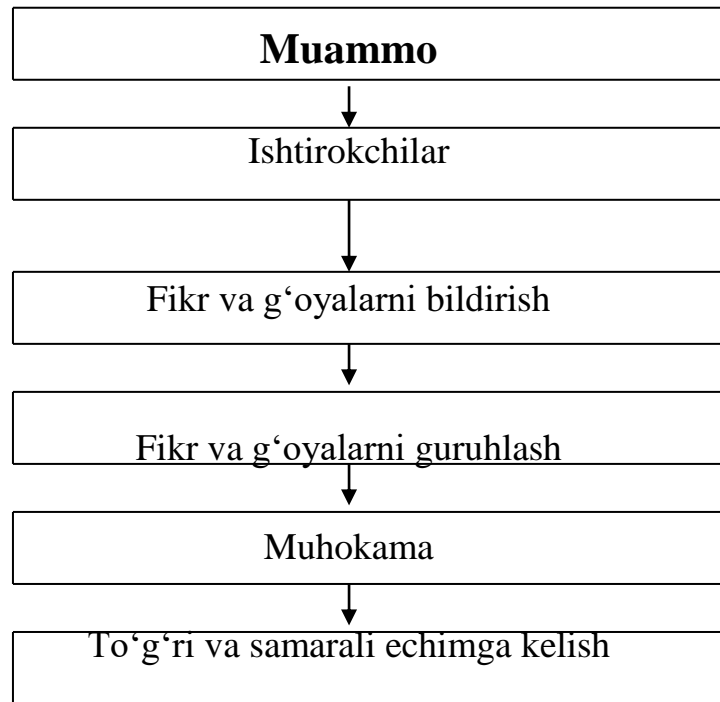 Muammo
Ishtirokchilar
Fikr va g‘oyalarni bildirish
Fikr va g‘oyalarni guruhlash
Muhokama
To‘g‘ri va samarali echimga kelish